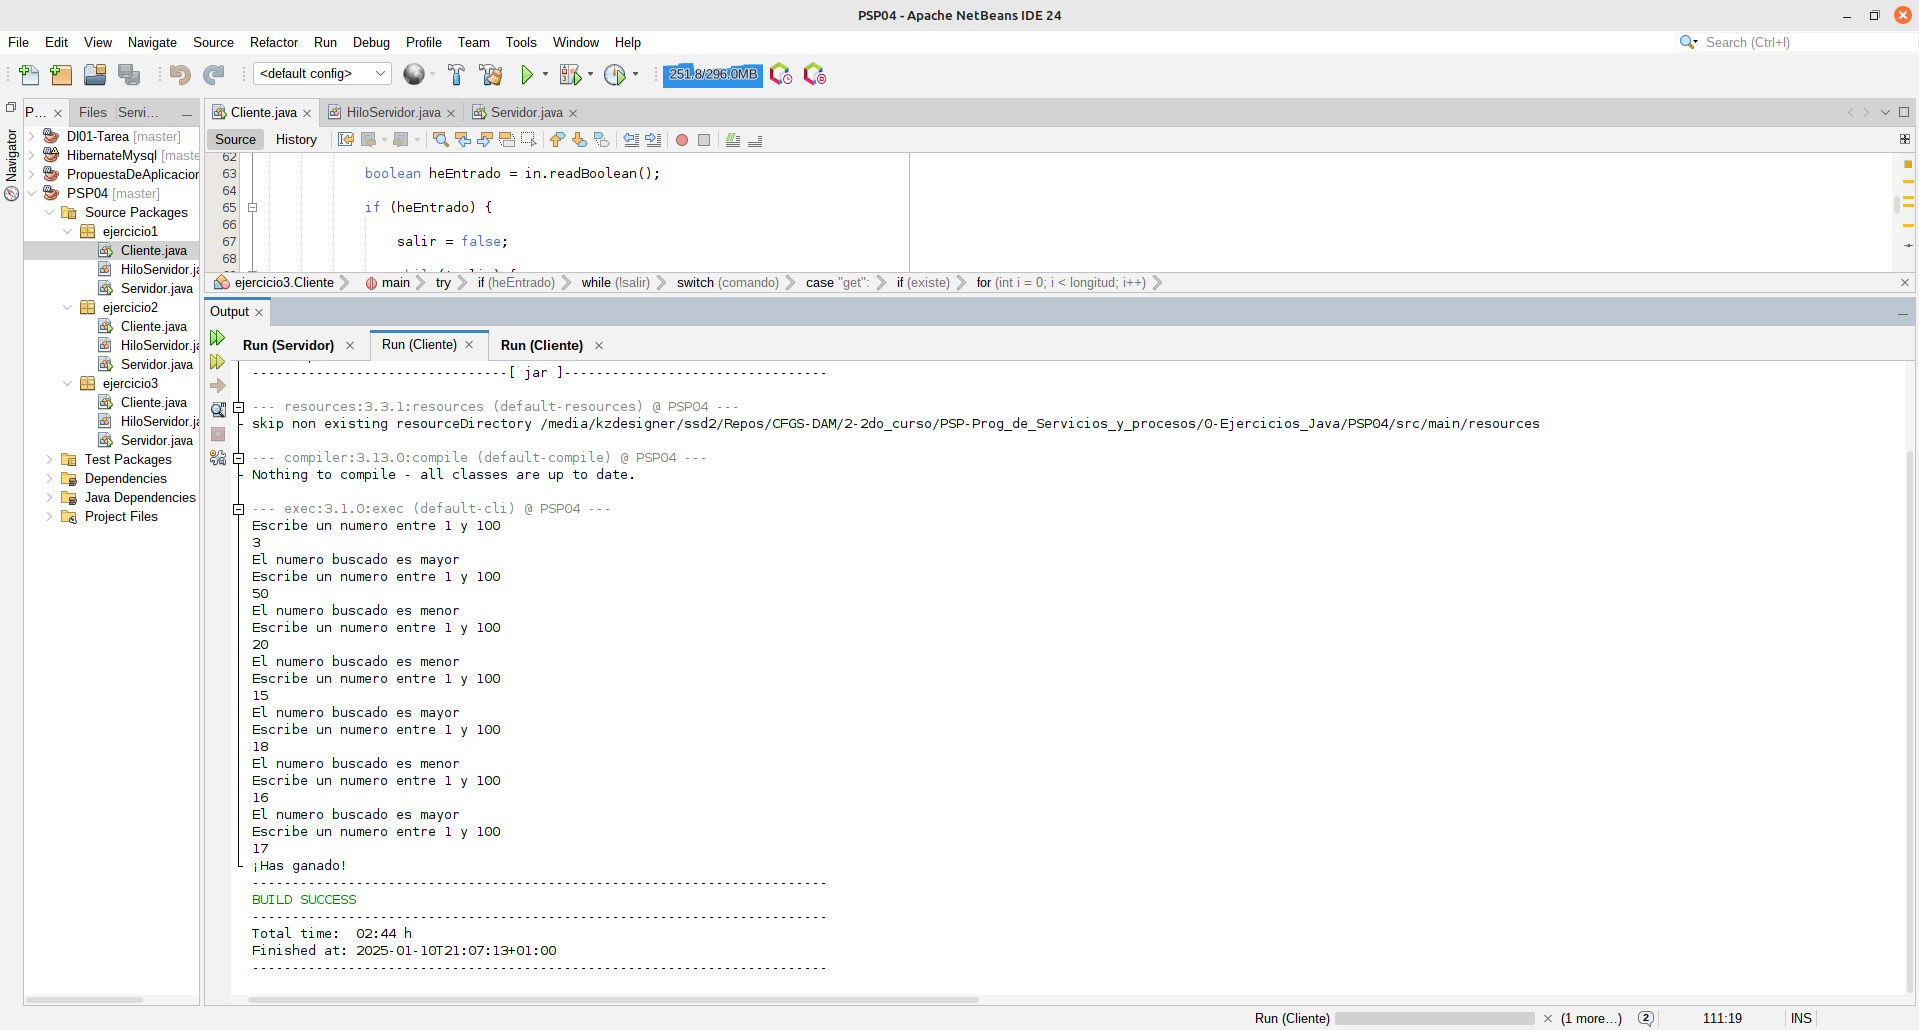 PSP04 - Apache NetBeans IDE 24
File Edit View Navigate Source Refactor Run Debug Profile Team Tools Window Help
Search (Ctrl+I)
<default config>
251.8/296.0MB
P...
Files
Servi...
Navigator
DI01-Tarea [master]
HibernateMysql [maste
PropuestaDeAplicacior
PSP04 [master]
Source Packages
ejercicio1
Cliente.java
HiloServidor.ja
Servidor.java
ejercicio2
Cliente.java
HiloServidor.ja
Servidor.java
ejercicio3
Cliente.java
HiloServidor.ja
Servidor.java
Test Packages
Dependencies
Java Dependencies
Project Files
Cliente.java HiloServidor.java Servidor.java
Source History
62
63 boolean heEntrado = in.readBoolean();
64
65 if (heEntrado) {
66
67 salir = false;
68
ejercicio3.Cliente main try if (heEntrado) while (!salir) switch (comando) case "get": if (existe) for (int i = 0; i < longitud; i++)
Output
Run (Servidor) Run (Cliente) Run (Cliente)
--------------------------------[ jar ]---------------------------------
--- resources:3.3.1:resources (default-resources) @ PSP04 ---
skip non existing resourceDirectory /media/kzdesigner/ssd2/Repos/CFGS-DAM/2-2do_curso/PSP-Prog_de_Servicios_y_procesos/0-Ejercicios_Java/PSP04/src/main/resources
--- compiler:3.13.0:compile (default-compile) @ PSP04 ---
Nothing to compile - all classes are up to date.
--- exec:3.1.0:exec (default-cli) @ PSP04 ---
Escribe un numero entre 1 y 100
3
El numero buscado es mayor
Escribe un numero entre 1 y 100
50
El numero buscado es menor
Escribe un numero entre 1 y 100
20
El numero buscado es menor
Escribe un numero entre 1 y 100
15
El numero buscado es mayor
Escribe un numero entre 1 y 100
18
El numero buscado es menor
Escribe un numero entre 1 y 100
16
El numero buscado es mayor
Escribe un numero entre 1 y 100
17
¡Has ganado!
------------------------------------------------------------------------
BUILD SUCCESS
------------------------------------------------------------------------
Total time:  02:44 h
Finished at: 2025-01-10T21:07:13+01:00
------------------------------------------------------------------------
Run (Cliente) (1 more...) 2 111:19 INS